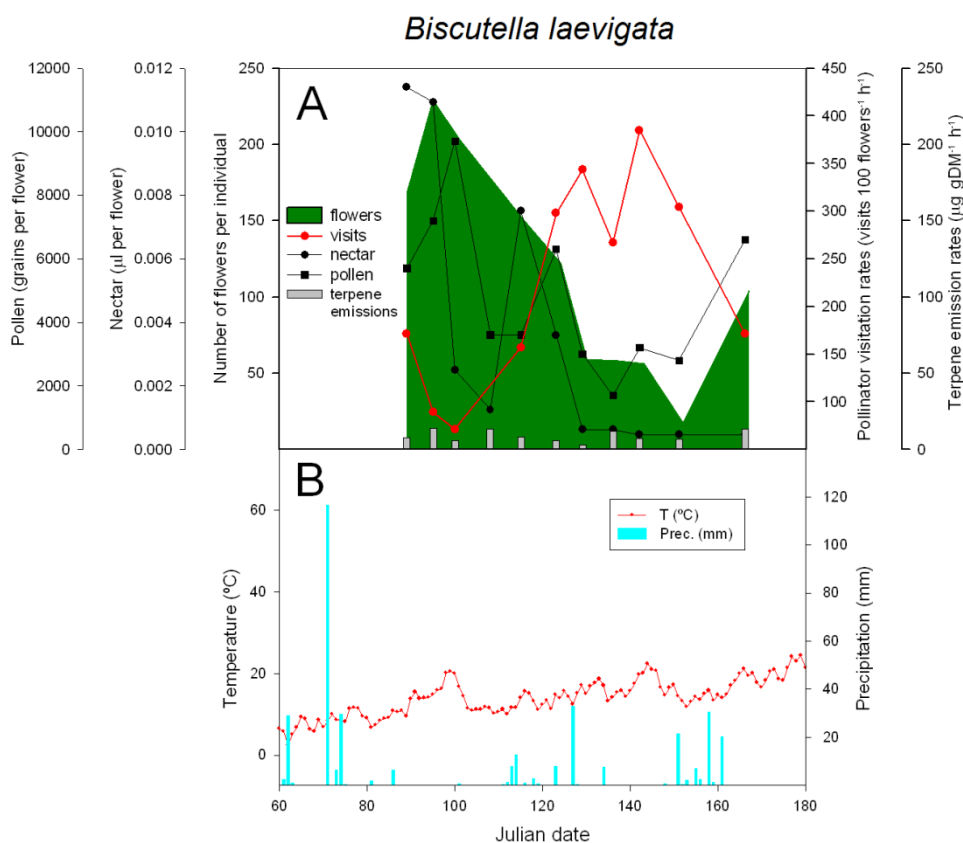 Biscutella laevigata
Pollen (grains per flower)
12000
10000
8000
6000
4000
2000
0
Nectar (µl per flower)
0.012
0.010
0.008
0.006
0.004
0.002
0.000
Number of flowers per individual
250
200
150
100
50
A
flowers
visits
nectar
pollen
terpene
emissions
450
400
350
300
250
200
150
100
Pollinator visitation rates (visits 100 flowers⁻¹ h⁻¹)
250
200
150
100
50
0
Terpene emission rates (µg gDM⁻¹ h⁻¹)
B
T (ºC)
Prec. (mm)
Temperature (ºC)
60
40
20
0
120
100
80
60
40
20
Precipitation (mm)
60 80 100 120 140 160 180
Julian date